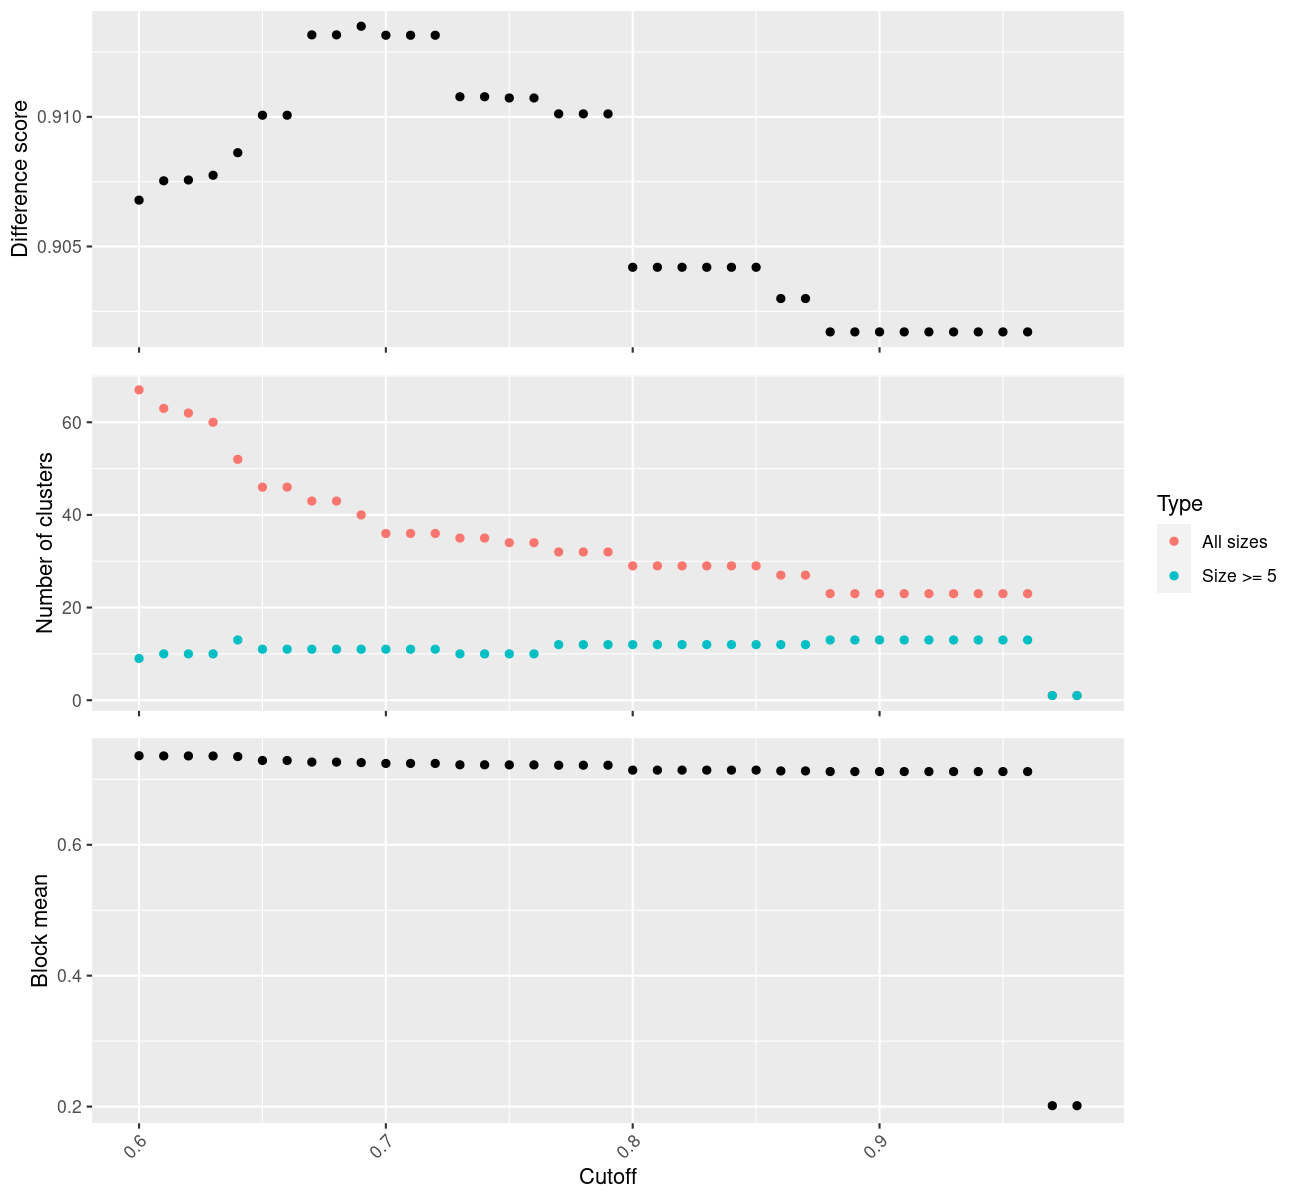 Difference score
0.910
0.905
Number of clusters
60
40
20
0
Type
All sizes
Size >= 5
Block mean
0.6
0.4
0.2
0.6
0.7
0.8
0.9
Cutoff